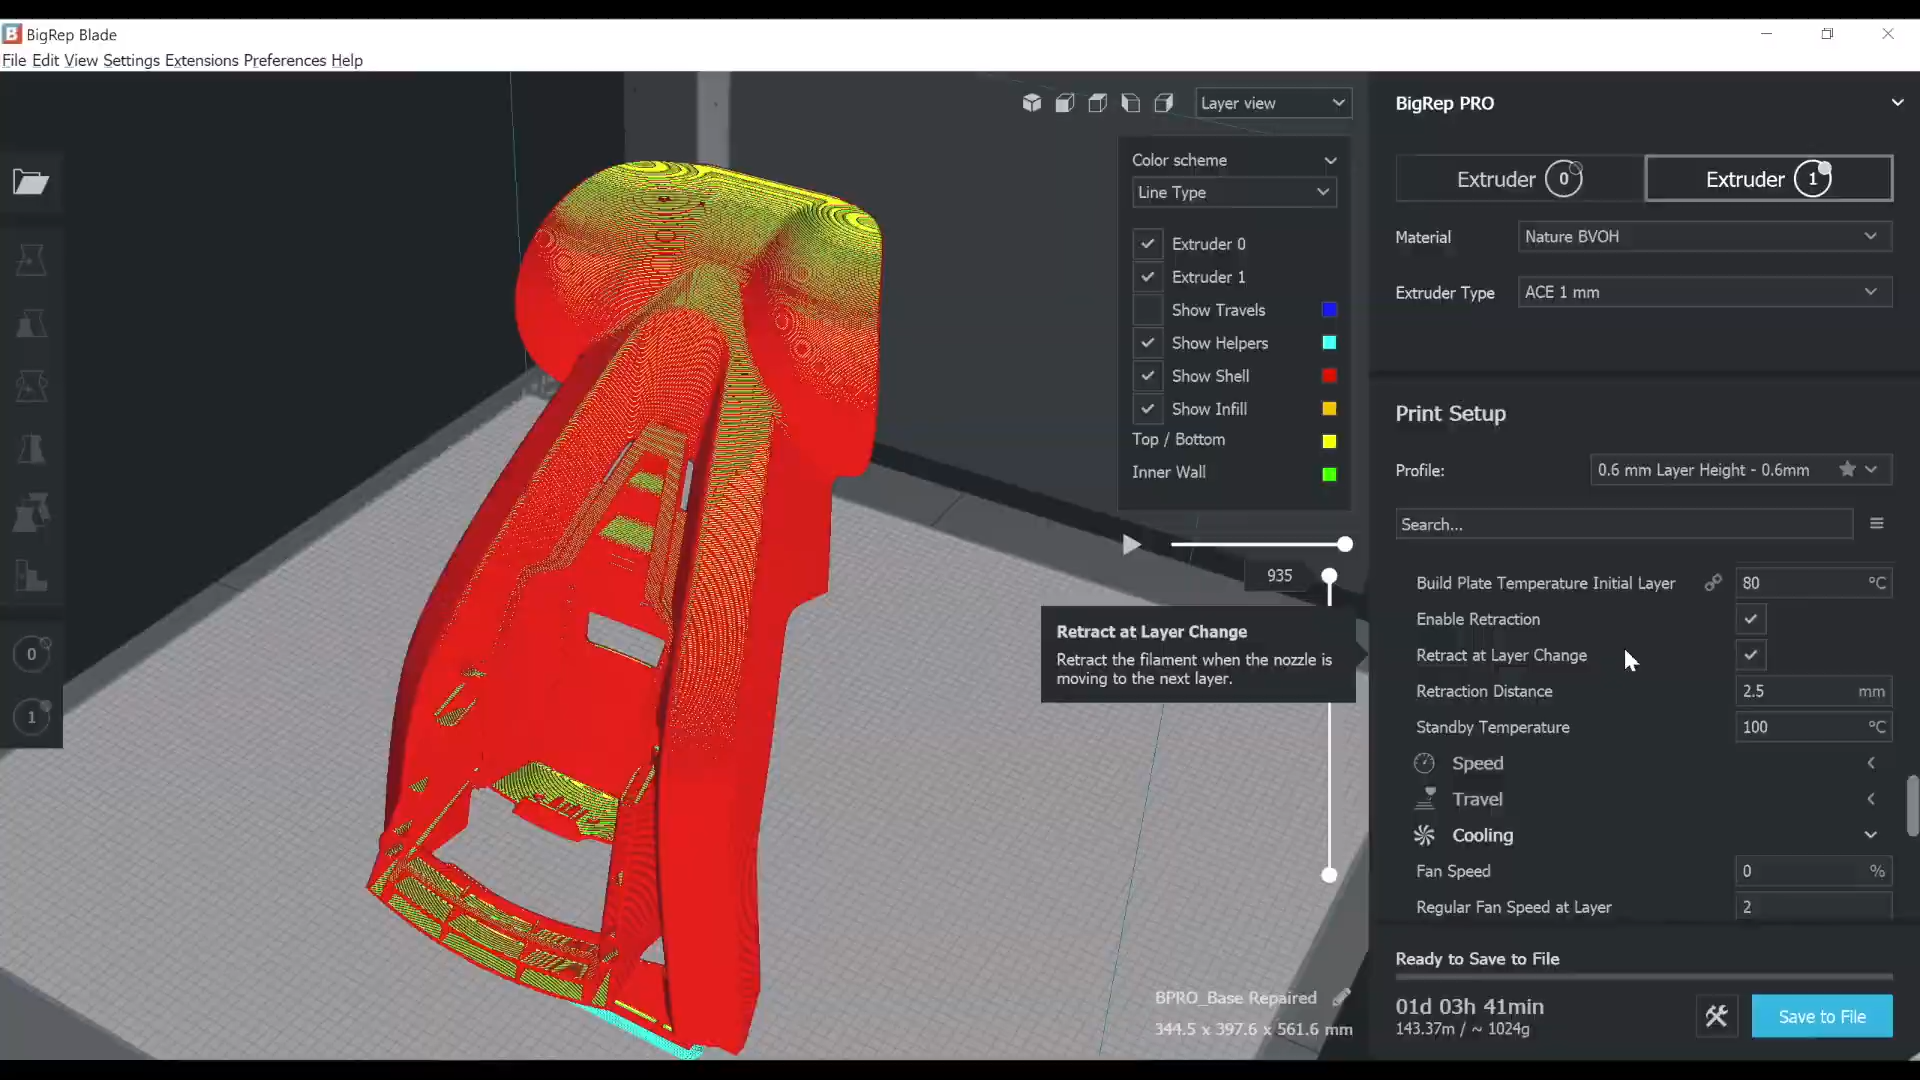 BigRep Blade
File Edit View Settings Extensions Preferences Help
Layer view
Color scheme
Line Type
Extruder 0
Extruder 1
Show Travels
Show Helpers
Show Shell
Show Infill
Top / Bottom
Inner Wall
935
Retract at Layer Change
Retract the filament when the nozzle is
moving to the next layer.
0
1
BPRO_Base Repaired
344.5 x 397.6 x 561.6 mm
BigRep PRO
Extruder 0
Extruder 1
Material Nature BVOH
Extruder Type ACE 1 mm
Print Setup
Profile: 0.6 mm Layer Height - 0.6mm
Search...
Build Plate Temperature Initial Layer 80 °C
Enable Retraction
Retract at Layer Change
Retraction Distance 2.5 mm
Standby Temperature 100 °C
Speed
Travel
Cooling
Fan Speed 0 %
Regular Fan Speed at Layer 2
Ready to Save to File
01d 03h 41min
143.37m / ~ 1024g
Save to File